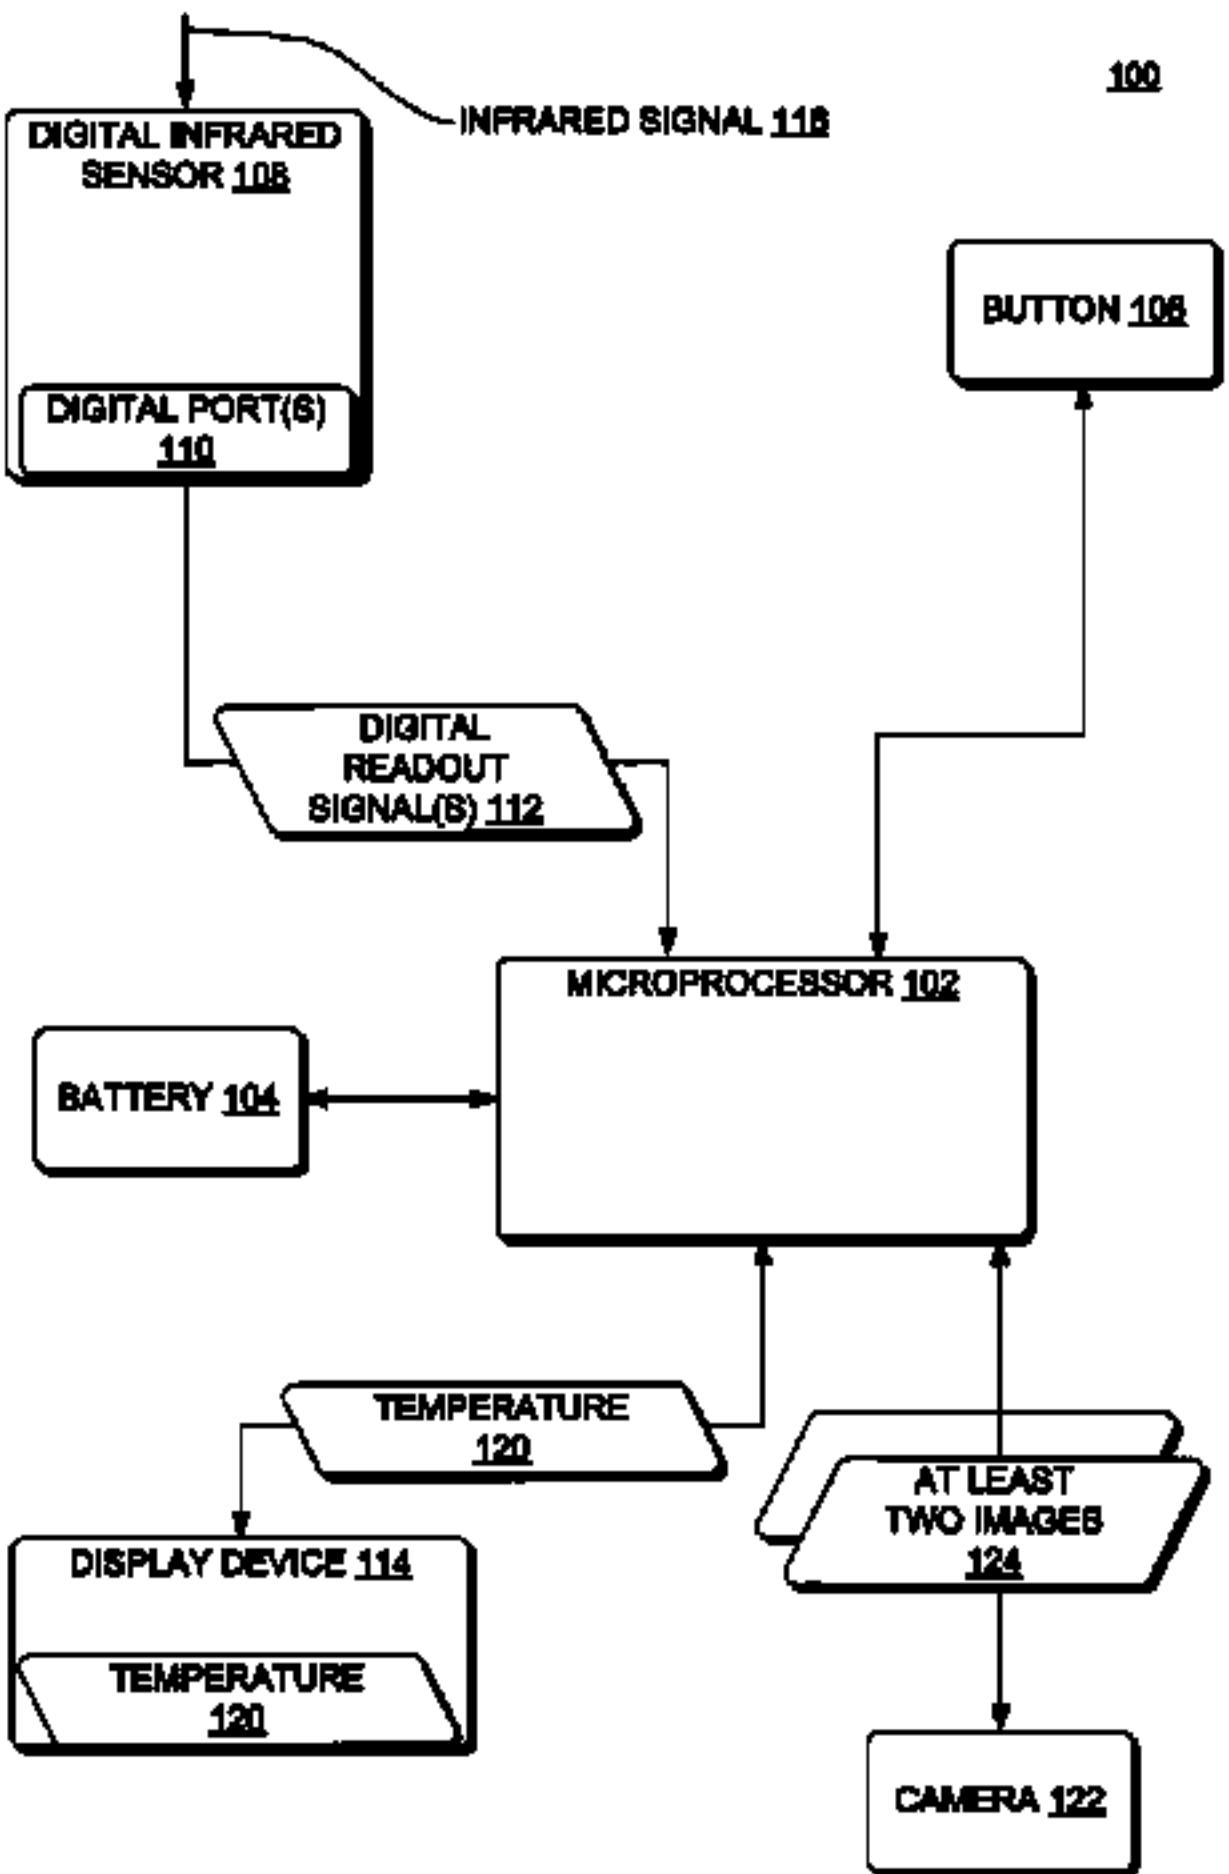 100
INFRARED SIGNAL 116
DIGITAL INFRARED
SENSOR 108
BUTTON 106
DIGITAL PORT(S)
110
DIGITAL
READOUT
SIGNAL(S) 112
MICROPROCESSOR 102
BATTERY 104
TEMPERATURE
120
AT LEAST
TWO IMAGES
124
DISPLAY DEVICE 114
TEMPERATURE
120
CAMERA 122